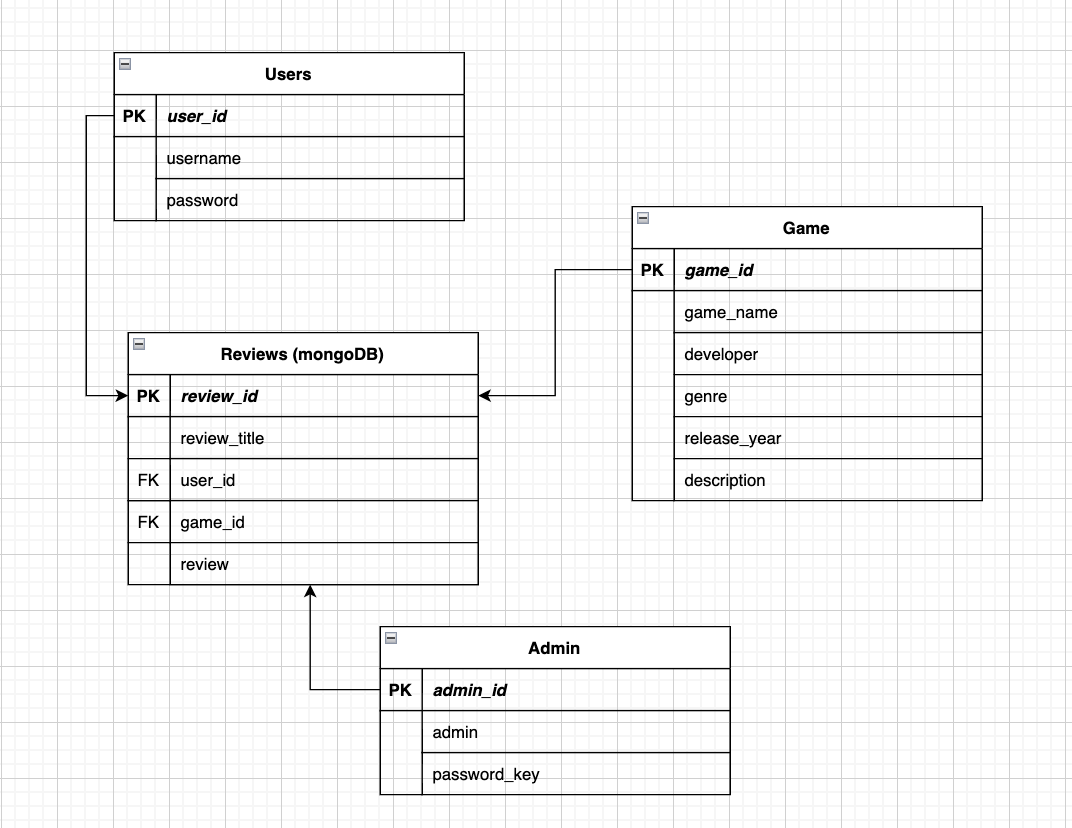 Users
PK user_id
username
password
Game
PK game_id
game_name
developer
genre
release_year
description
Reviews (mongoDB)
PK review_id
review_title
FK user_id
FK game_id
review
Admin
PK admin_id
admin
password_key